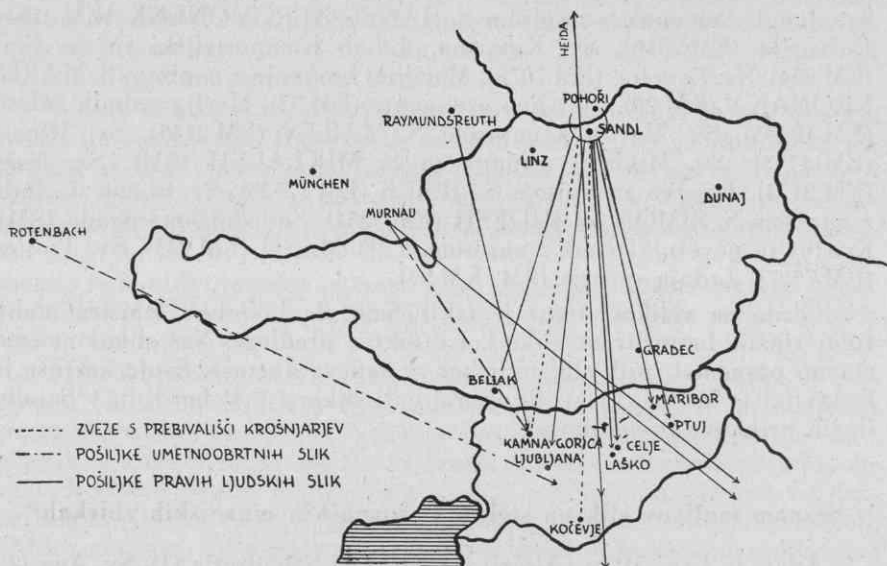 HEIDA
POHOŘI
RAYMUNDSREUTH
SANDL
LINZ
MÜNCHEN
DUNAJ
MURNAU
ROTENBACH
GRADEC
BELJAK
MARIBOR
PTUJ
KAMNA GORICA
CELJE
LJUBLJANA
LAŠKO
KOČEVJE
ZVEZE S PREBIVALIŠČI KROŠNJARJEV
POŠILJKE UMETNOOBRTNIH SLIK
POŠILJKE PRAVIH LJUDSKIH SLIK